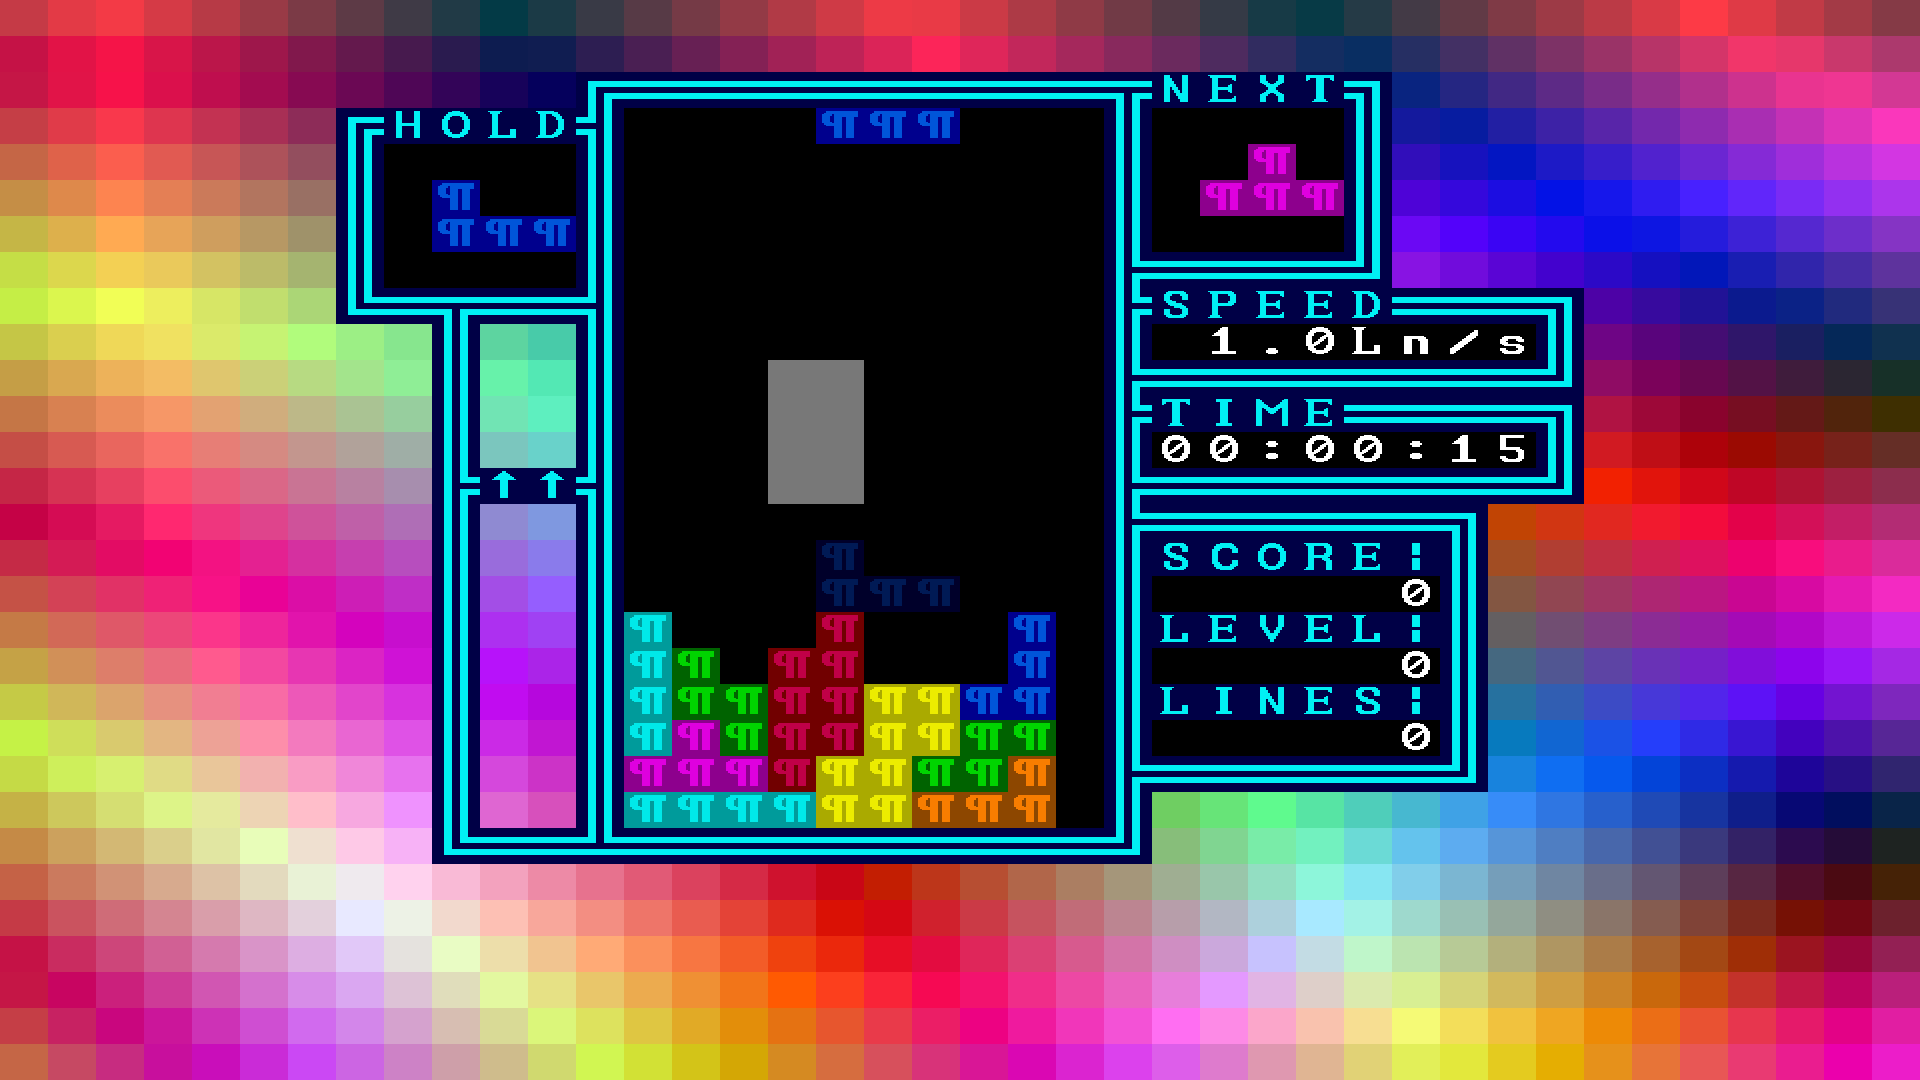 NEXT
HOLD
SPEED
1.0Ln/s
TIME
00:00:15
SCORE:
0
LEVEL:
0
LINES:
0